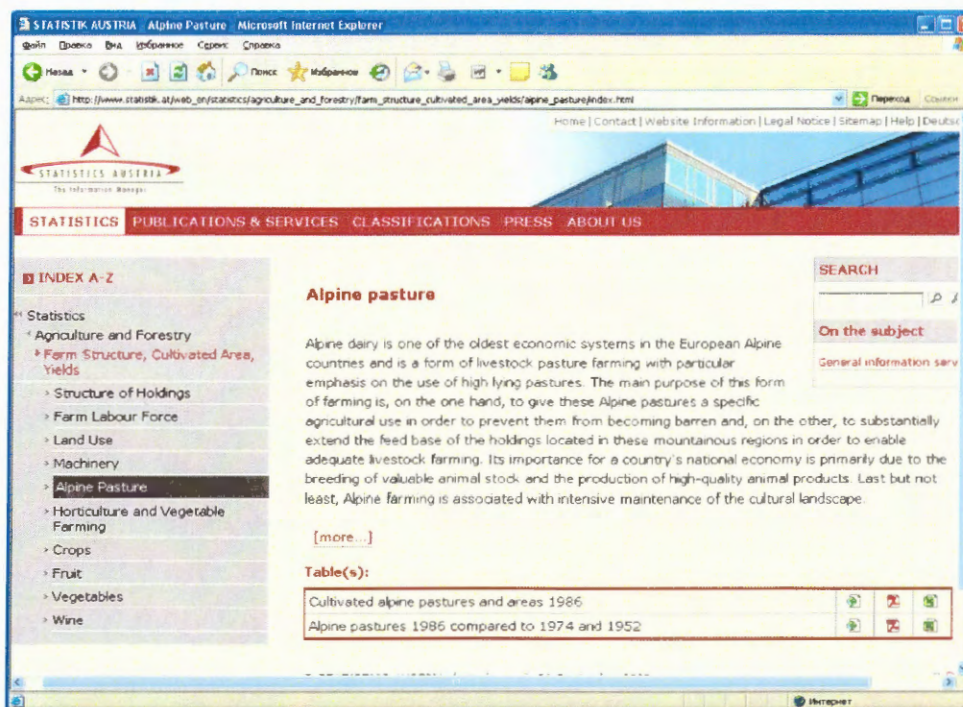 STATISTIK AUSTRIA Alpine Pasture Microsoft Internet Explorer
Файл Правка Вид Избранное Сервис Справка
Назад Поиск Избранное
Адрес: http://www.statistik.at/web_en/statistics/agriculture_and_forestry/farm_structure_cultivated_area_yields/alpine_pasture/index.html Переход Ссылки
Home | Contact | Website Information | Legal Notice | Sitemap | Help | Deutsc
STATISTICS AUSTRIA
The Information Manager
STATISTICS PUBLICATIONS & SERVICES CLASSIFICATIONS PRESS ABOUT US
INDEX A-Z
Statistics
Agriculture and Forestry
Farm Structure, Cultivated Area,
Yields
Structure of Holdings
Farm Labour Force
Land Use
Machinery
Alpine Pasture
Horticulture and Vegetable
Farming
Crops
Fruit
Vegetables
Wine
Alpine pasture
Alpine dairy is one of the oldest economic systems in the European Alpine
countries and is a form of livestock pasture farming with particular
emphasis on the use of high lying pastures. The main purpose of this form
of farming is, on the one hand, to give these Alpine pastures a specific
agricultural use in order to prevent them from becoming barren and, on the other, to substantially
extend the feed base of the holdings located in these mountainous regions in order to enable
adequate livestock farming. Its importance for a country's national economy is primarily due to the
breeding of valuable animal stock and the production of high-quality animal products. Last but not
least, Alpine farming is associated with intensive maintenance of the cultural landscape.
[more...]
Table(s):
Cultivated alpine pastures and areas 1986
Alpine pastures 1986 compared to 1974 and 1952
SEARCH
On the subject
General information serv
Интернет